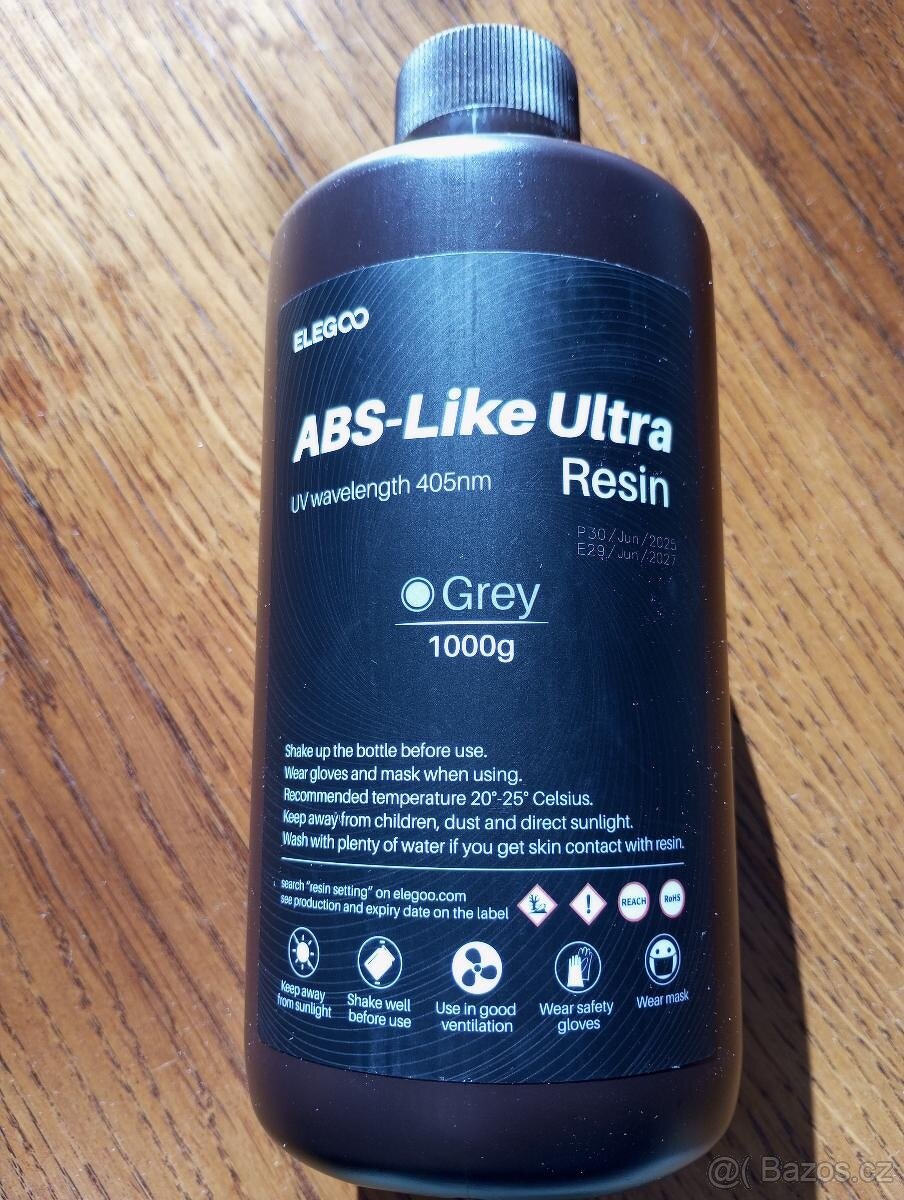 ELEGOO
ABS-Like Ultra
Resin
UV wavelength 405nm
P30/Jun/2025
E29/Jun/2027
Grey
1000g
Shake up the bottle before use.
Wear gloves and mask when using.
Recommended temperature 20°-25° Celsius.
Keep away from children, dust and direct sunlight.
Wash with plenty of water if you get skin contact with resin.
search "resin setting" on elegoo.com
see production and expiry date on the label
REACH
RoHS
Keep away
from sunlight
Shake well
before use
Use in good
ventilation
Wear safety
gloves
Wear mask
@( Bazos.cz